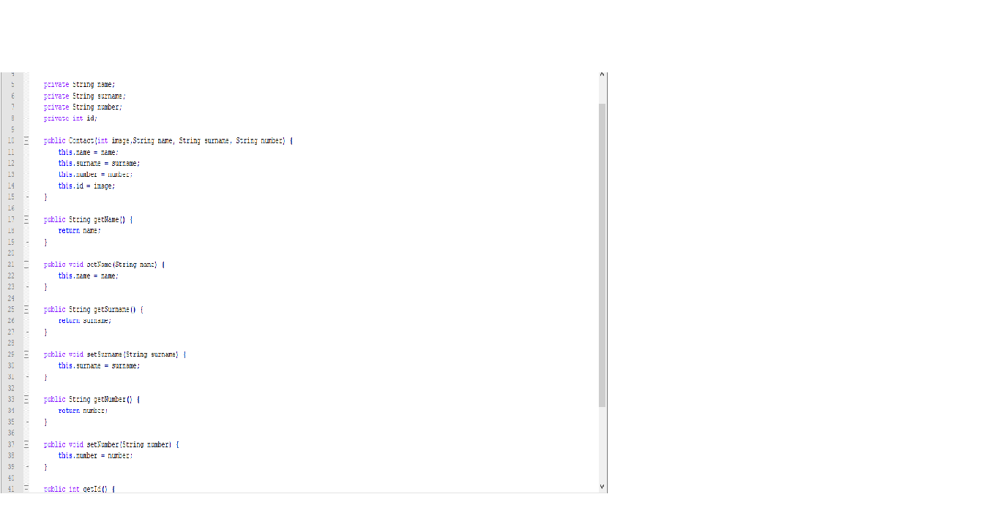 4
5 private String name;
6 private String surname;
7 private String number;
8 private int id;
9
10 public Contact(int image,String name, String surname, String number) {
11 this.name = name;
12 this.surname = surname;
13 this.number = number;
14 this.id = image;
15 }
16
17 public String getName() {
18 return name;
19 }
20
21 public void setName(String name) {
22 this.name = name;
23 }
24
25 public String getSurname() {
26 return surname;
27 }
28
29 public void setSurname(String surname) {
30 this.surname = surname;
31 }
32
33 public String getNumber() {
34 return number;
35 }
36
37 public void setNumber(String number) {
38 this.number = number;
39 }
40
41 public int getId() {